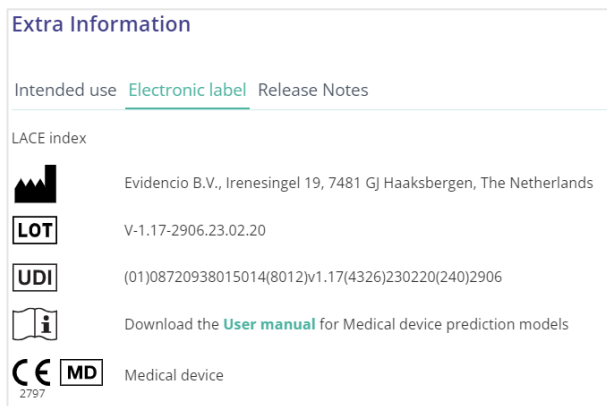 Extra Information
Intended use Electronic label Release Notes
LACE index
Evidencio B.V., Irenesingel 19, 7481 GJ Haaksbergen, The Netherlands
LOT V-1.17-2906.23.02.20
UDI (01)08720938015014(8012)v1.17(4326)230220(240)2906
i Download the User manual for Medical device prediction models
CE MD Medical device
2797